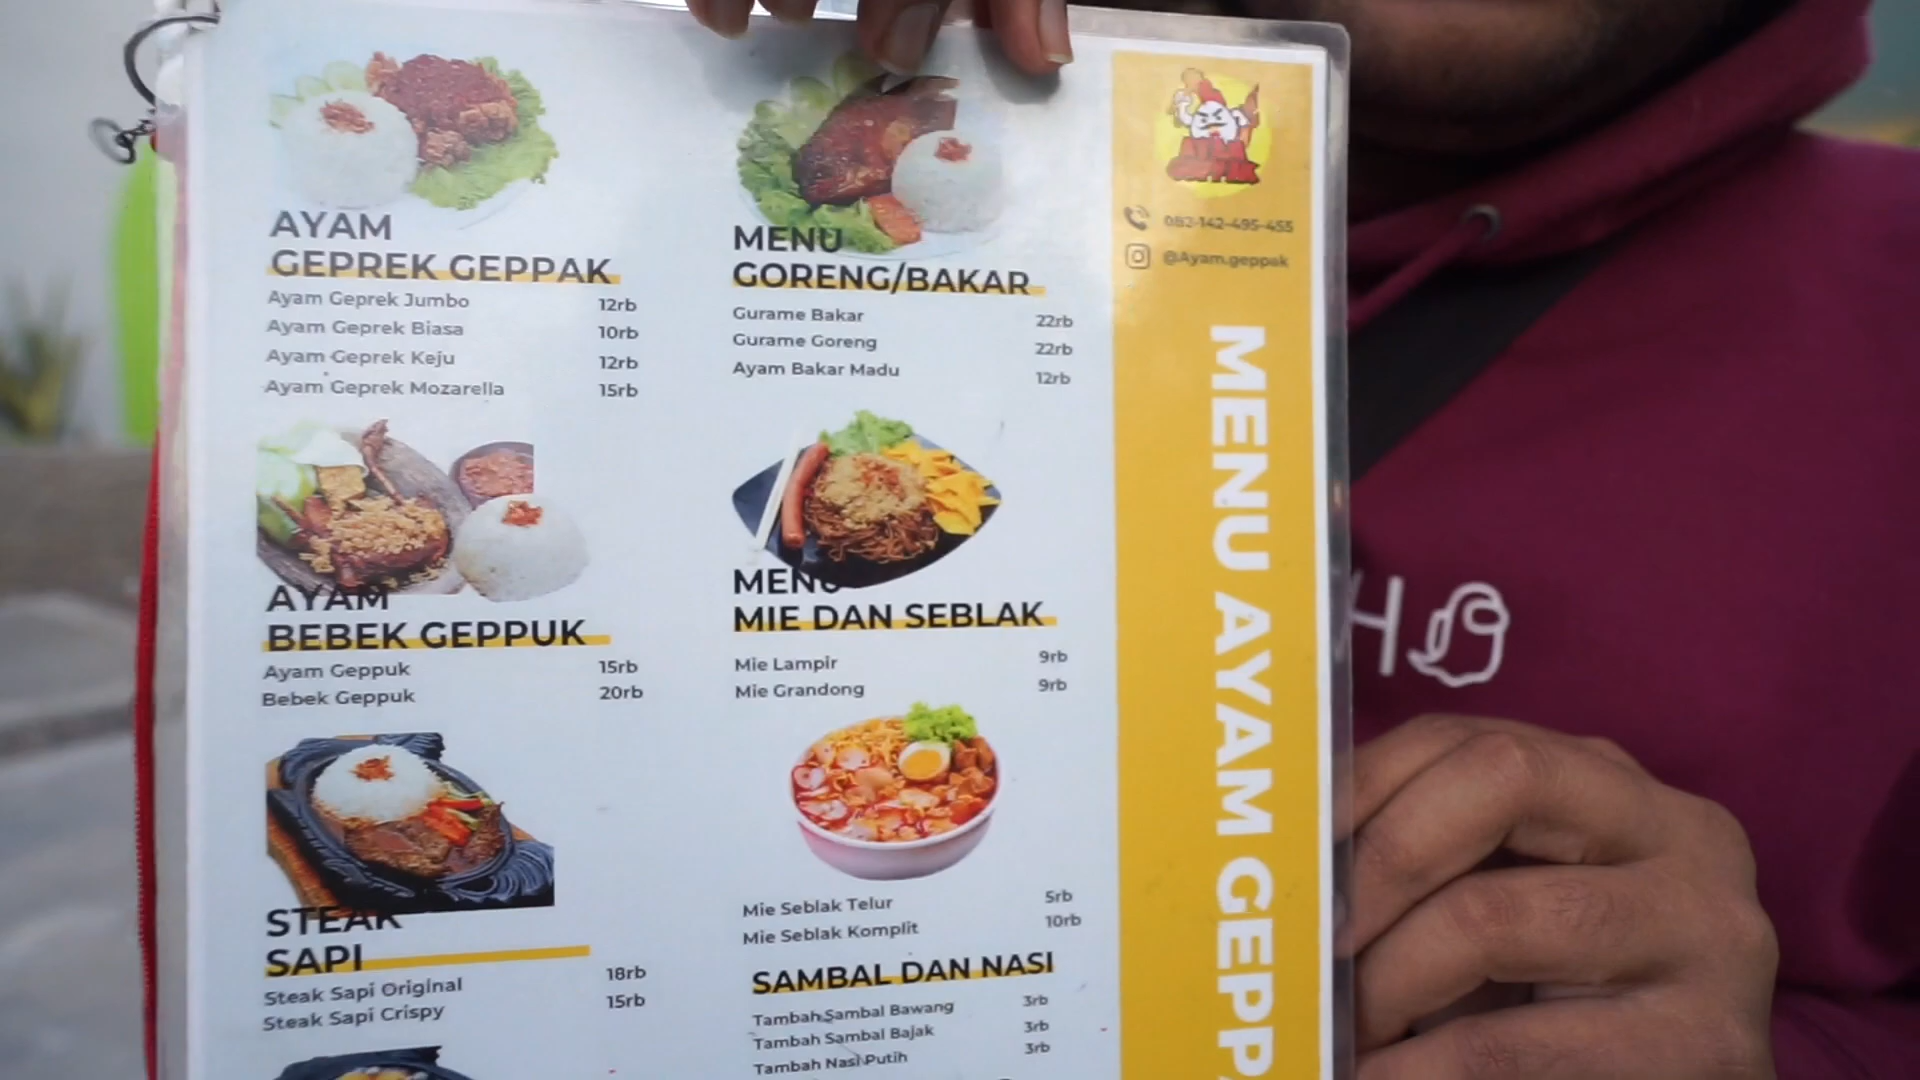 AYAM
GEPREK GEPPAK
Ayam Geprek Jumbo 12rb
Ayam Geprek Biasa 10rb
Ayam Geprek Keju 12rb
Ayam Geprek Mozarella 15rb
AYAM
BEBEK GEPPUK
Ayam Geppuk 15rb
Bebek Geppuk 20rb
STEAK
SAPI
Steak Sapi Original 18rb
Steak Sapi Crispy 15rb
MENU
GORENG/BAKAR
Gurame Bakar 22rb
Gurame Goreng 22rb
Ayam Bakar Madu 12rb
MENU
MIE DAN SEBLAK
Mie Lampir 9rb
Mie Grandong 9rb
Mie Seblak Telur 5rb
Mie Seblak Komplit 10rb
SAMBAL DAN NASI
Tambah Sambal Bawang 3rb
Tambah Sambal Bajak 3rb
Tambah Nasi Putih 3rb
AYAM
GEPPAK
083-142-495-455
@Ayam.geppak
MENU AYAM GEPPA